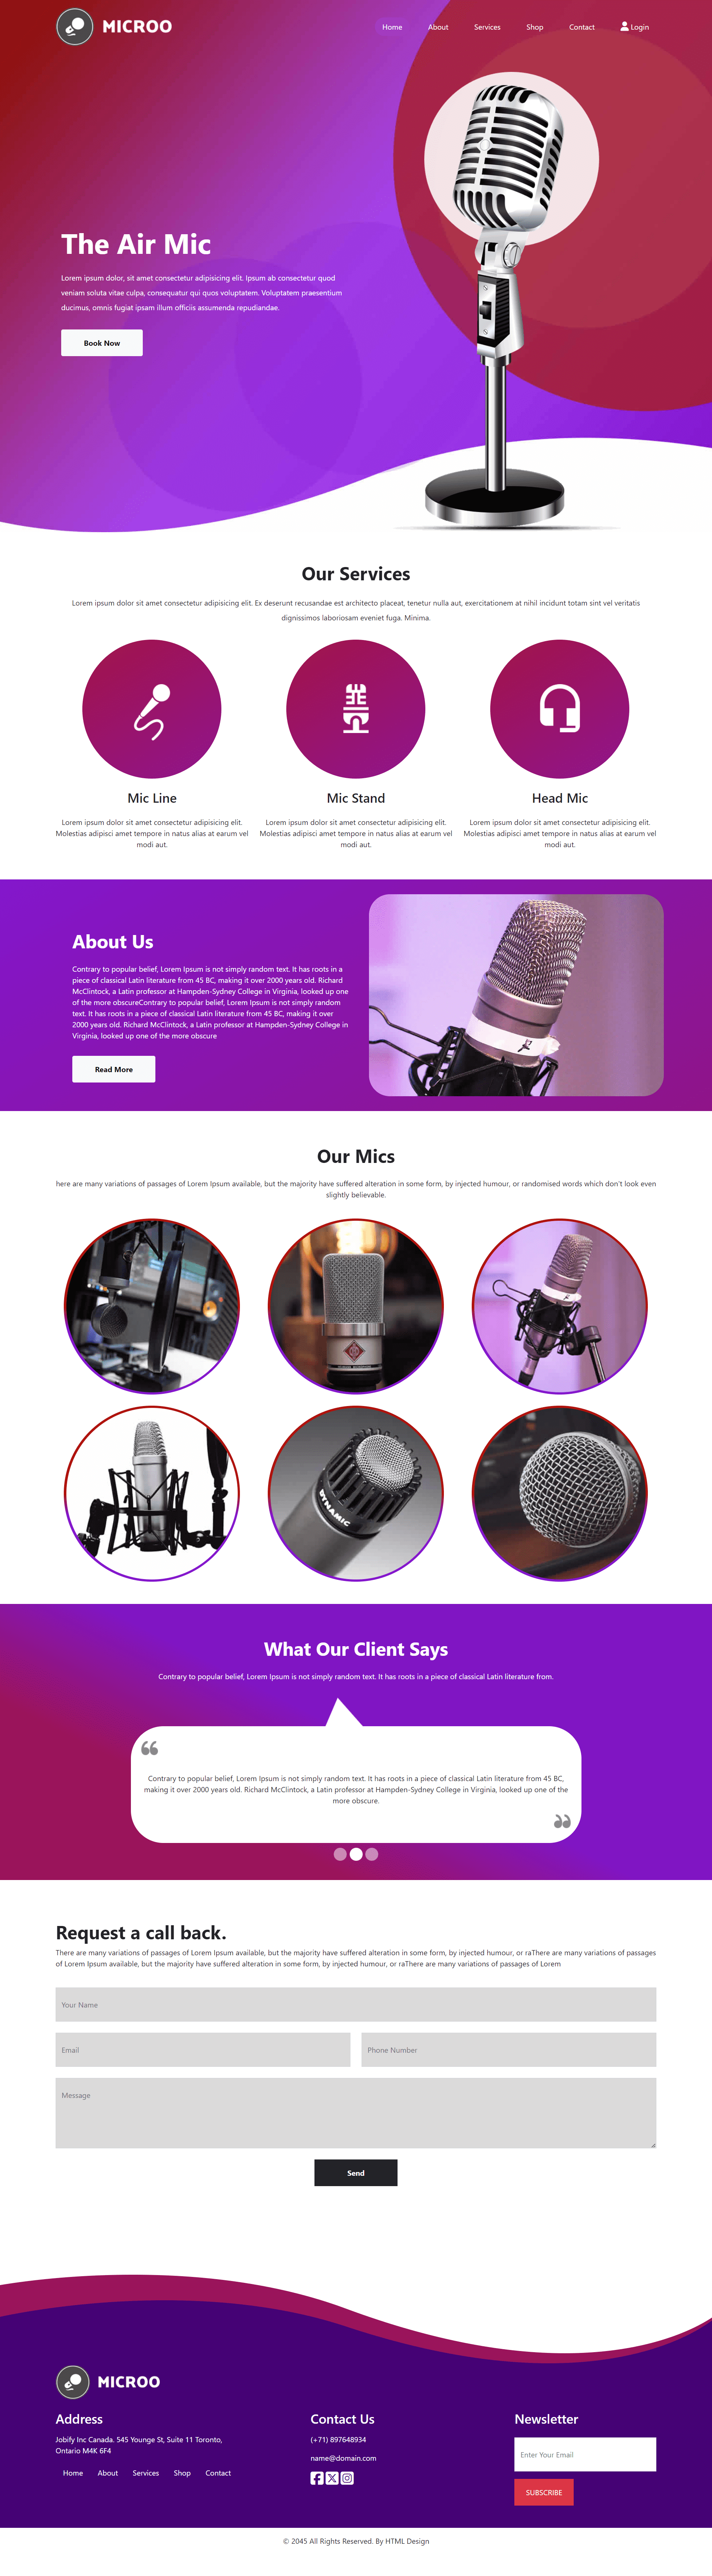 MICROO
Home About Services Shop Contact Login
The Air Mic
Lorem ipsum dolor, sit amet consectetur adipisicing elit. Ipsum ab consectetur quod
veniam soluta vitae culpa, consequatur qui quos voluptatem. Voluptatem praesentium
ducimus, omnis fugiat ipsam illum officiis assumenda repudiandae.
Book Now
Our Services
Lorem ipsum dolor sit amet consectetur adipisicing elit. Ex deserunt recusandae est architecto placeat, tenetur nulla aut, exercitationem at nihil incidunt totam sint vel veritatis
dignissimos laboriosam eveniet fuga. Minima.
Mic Line
Lorem ipsum dolor sit amet consectetur adipisicing elit.
Molestias adipisci amet tempore in natus alias at earum vel
modi aut.
Mic Stand
Lorem ipsum dolor sit amet consectetur adipisicing elit.
Molestias adipisci amet tempore in natus alias at earum vel
modi aut.
Head Mic
Lorem ipsum dolor sit amet consectetur adipisicing elit.
Molestias adipisci amet tempore in natus alias at earum vel
modi aut.
About Us
Contrary to popular belief, Lorem Ipsum is not simply random text. It has roots in a
piece of classical Latin literature from 45 BC, making it over 2000 years old. Richard
McClintock, a Latin professor at Hampden-Sydney College in Virginia, looked up one
of the more obscureContrary to popular belief, Lorem Ipsum is not simply random
text. It has roots in a piece of classical Latin literature from 45 BC, making it over
2000 years old. Richard McClintock, a Latin professor at Hampden-Sydney College in
Virginia, looked up one of the more obscure
Read More
Our Mics
here are many variations of passages of Lorem Ipsum available, but the majority have suffered alteration in some form, by injected humour, or randomised words which don't look even
slightly believable.
DYNAMIC
What Our Client Says
Contrary to popular belief, Lorem Ipsum is not simply random text. It has roots in a piece of classical Latin literature from.
Contrary to popular belief, Lorem Ipsum is not simply random text. It has roots in a piece of classical Latin literature from 45 BC,
making it over 2000 years old. Richard McClintock, a Latin professor at Hampden-Sydney College in Virginia, looked up one of the
more obscure.
Request a call back.
There are many variations of passages of Lorem Ipsum available, but the majority have suffered alteration in some form, by injected humour, or raThere are many variations of passages
of Lorem Ipsum available, but the majority have suffered alteration in some form, by injected humour, or raThere are many variations of passages of Lorem
Your Name
Email
Phone Number
Message
Send
MICROO
Address
Jobify Inc Canada. 545 Younge St, Suite 11 Toronto,
Ontario M4K 6F4
Home About Services Shop Contact
Contact Us
(+71) 897648934
name@domain.com
Newsletter
Enter Your Email
SUBSCRIBE
© 2045 All Rights Reserved. By HTML Design